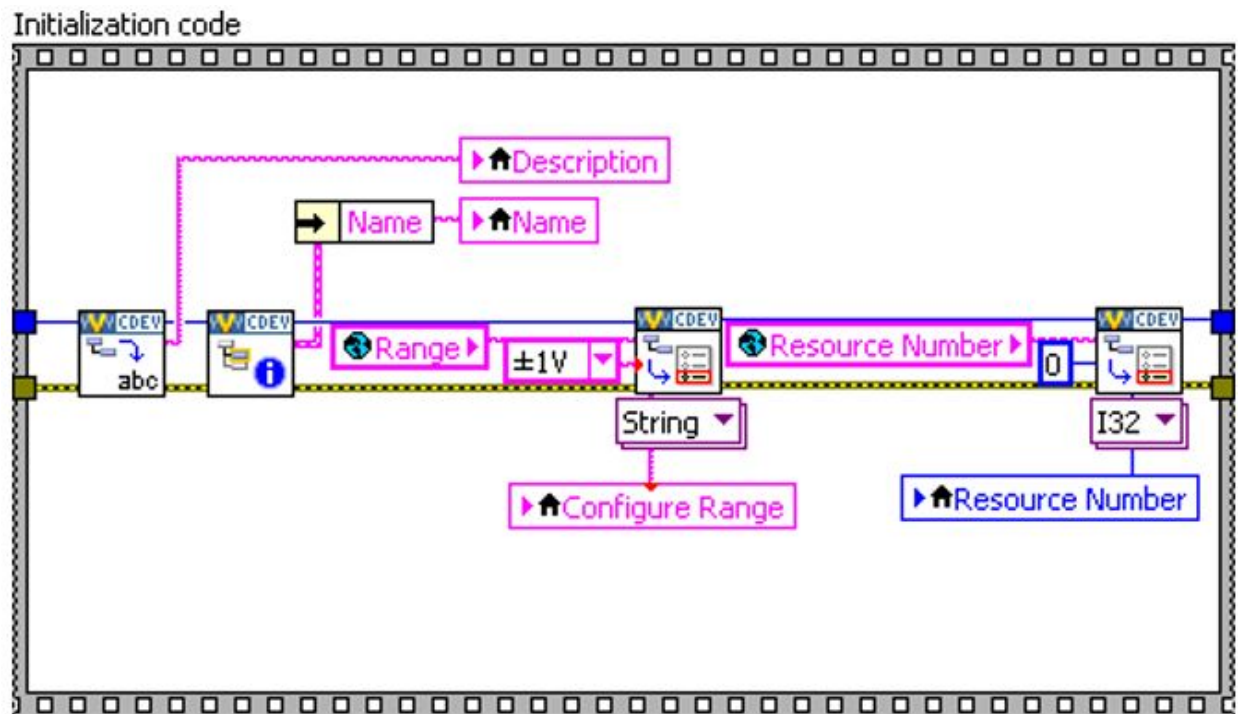 Initialization code
Description
Name Name
CDEV CDEV CDEV CDEV
Range ±1V Resource Number 0
abc i
String I32
Configure Range Resource Number